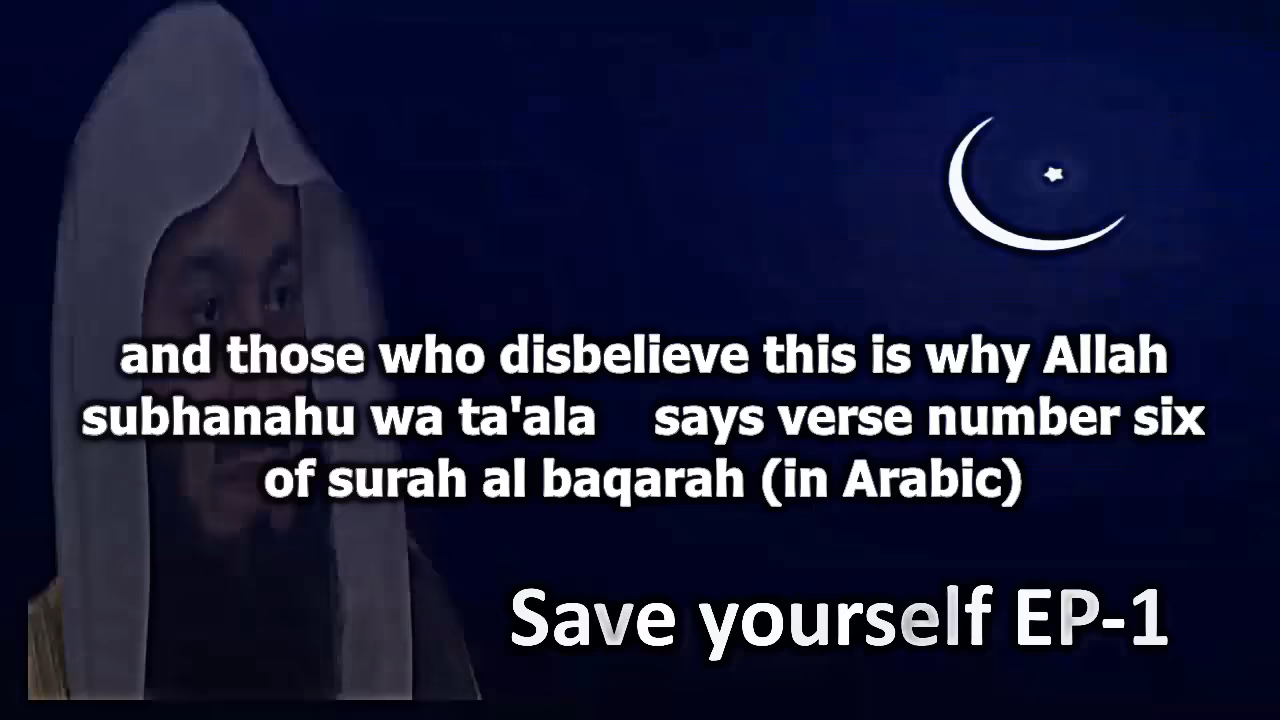 and those who disbelieve this is why Allah
subhanahu wa ta'ala says verse number six
of surah al baqarah (in Arabic)
Save yourself EP-1